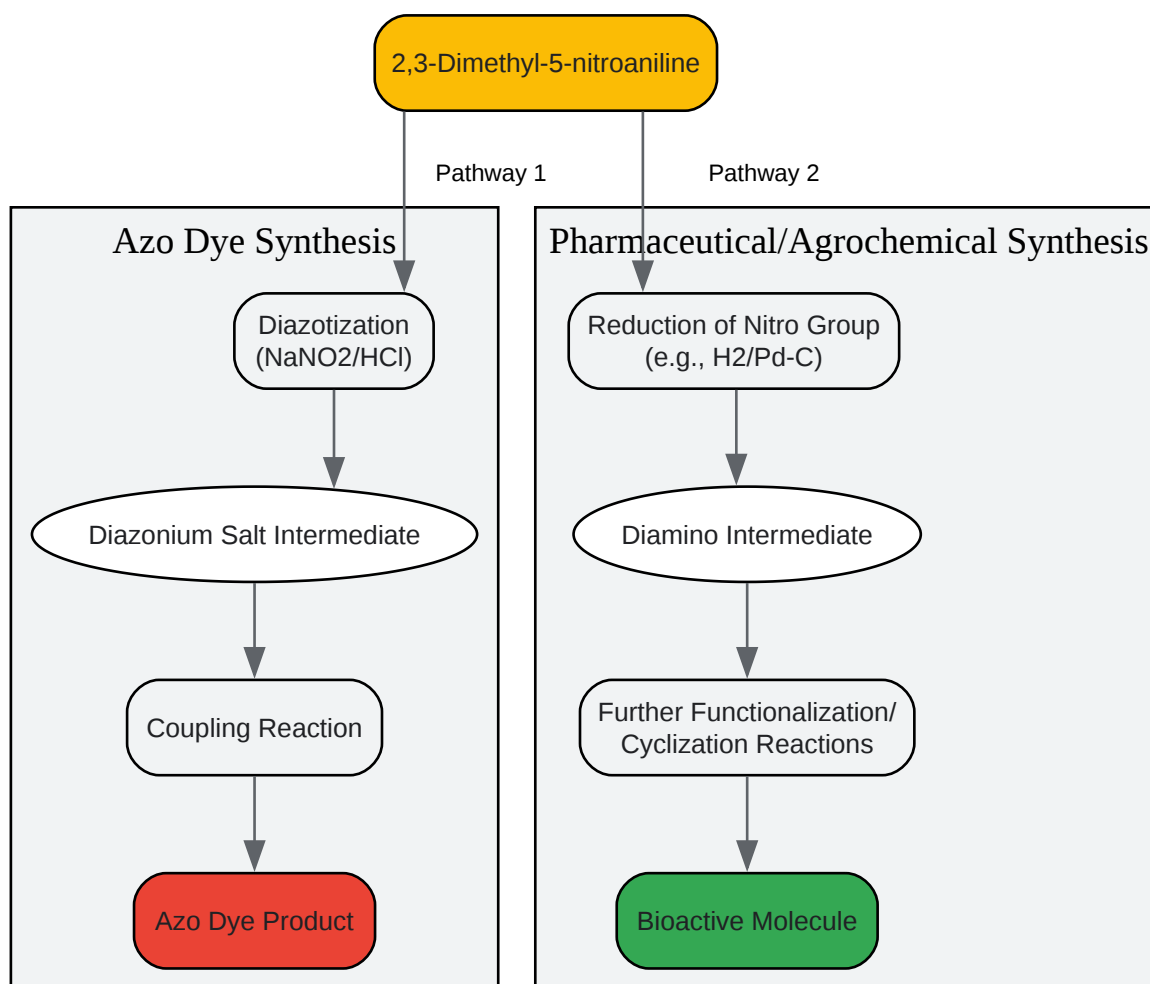 2,3-Dimethyl-5-nitroaniline
Pathway 1
Pathway 2
Azo Dye Synthesis
Diazotization
(NaNO2/HCl)
Diazonium Salt Intermediate
Coupling Reaction
Azo Dye Product
Pharmaceutical/Agrochemical Synthesis
Reduction of Nitro Group
(e.g., H2/Pd-C)
Diamino Intermediate
Further Functionalization/
Cyclization Reactions
Bioactive Molecule